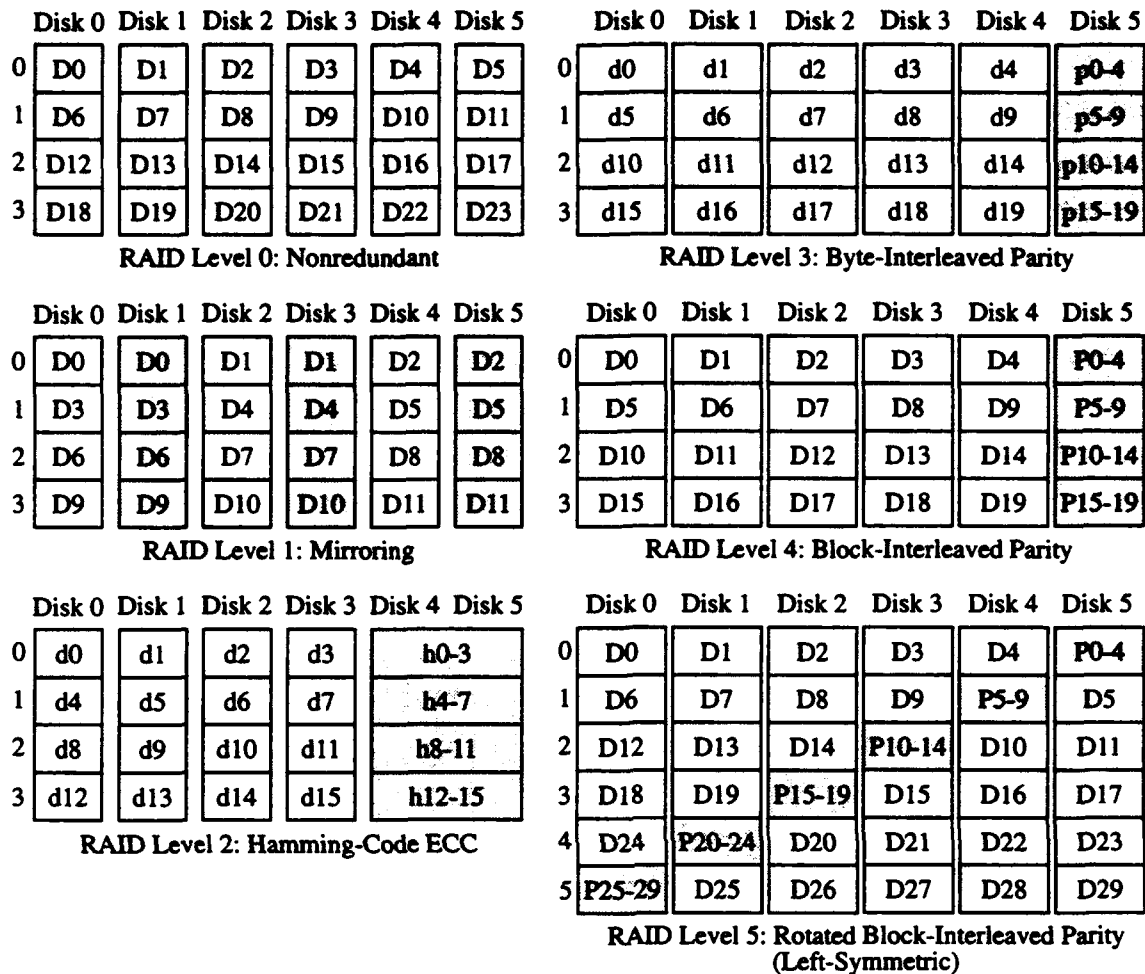 Disk 0 Disk 1 Disk 2 Disk 3 Disk 4 Disk 5
0 D0 D1 D2 D3 D4 D5
1 D6 D7 D8 D9 D10 D11
2 D12 D13 D14 D15 D16 D17
3 D18 D19 D20 D21 D22 D23
RAID Level 0: Nonredundant
Disk 0 Disk 1 Disk 2 Disk 3 Disk 4 Disk 5
0 D0 D0 D1 D1 D2 D2
1 D3 D3 D4 D4 D5 D5
2 D6 D6 D7 D7 D8 D8
3 D9 D9 D10 D10 D11 D11
RAID Level 1: Mirroring
Disk 0 Disk 1 Disk 2 Disk 3 Disk 4 Disk 5
0 d0 d1 d2 d3 h0-3
1 d4 d5 d6 d7 h4-7
2 d8 d9 d10 d11 h8-11
3 d12 d13 d14 d15 h12-15
RAID Level 2: Hamming-Code ECC
Disk 0 Disk 1 Disk 2 Disk 3 Disk 4 Disk 5
0 d0 d1 d2 d3 d4 p0-4
1 d5 d6 d7 d8 d9 p5-9
2 d10 d11 d12 d13 d14 p10-14
3 d15 d16 d17 d18 d19 p15-19
RAID Level 3: Byte-Interleaved Parity
Disk 0 Disk 1 Disk 2 Disk 3 Disk 4 Disk 5
0 D0 D1 D2 D3 D4 P0-4
1 D5 D6 D7 D8 D9 P5-9
2 D10 D11 D12 D13 D14 P10-14
3 D15 D16 D17 D18 D19 P15-19
RAID Level 4: Block-Interleaved Parity
Disk 0 Disk 1 Disk 2 Disk 3 Disk 4 Disk 5
0 D0 D1 D2 D3 D4 P0-4
1 D6 D7 D8 D9 P5-9 D5
2 D12 D13 D14 P10-14 D10 D11
3 D18 D19 P15-19 D15 D16 D17
4 D24 P20-24 D20 D21 D22 D23
5 P25-29 D25 D26 D27 D28 D29
RAID Level 5: Rotated Block-Interleaved Parity
(Left-Symmetric)